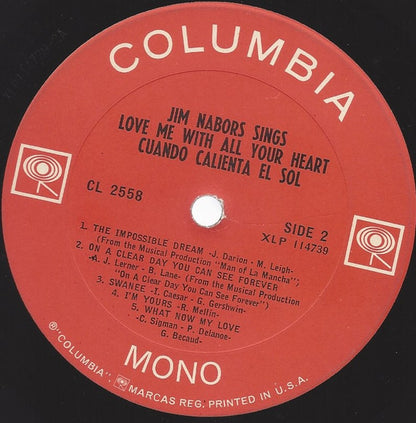 COLUMBIA
JIM NABORS SINGS
LOVE ME WITH ALL YOUR HEART
CUANDO CALIENTA EL SOL
CL 2558
SIDE 2
XLP 114739
1. THE IMPOSSIBLE DREAM -J. Darion - M. Leigh-
(From the Musical Production "Man of La Mancha")
2. ON A CLEAR DAY YOU CAN SEE FOREVER
-A. J. Lerner - B. Lane- (From the Musical Production
"On a Clear Day You Can See Forever")
3. SWANEE -I. Caesar - G. Gershwin-
4. I'M YOURS -R. Mellin-
5. WHAT NOW MY LOVE
-C. Sigman - P. Delanoe-
G. Becaud-
MONO
®"COLUMBIA", MARCAS REG. PRINTED IN U.S.A.